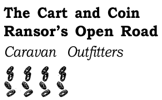 The Cart and Coin
Ransor's Open Road
Caravan Outfitters